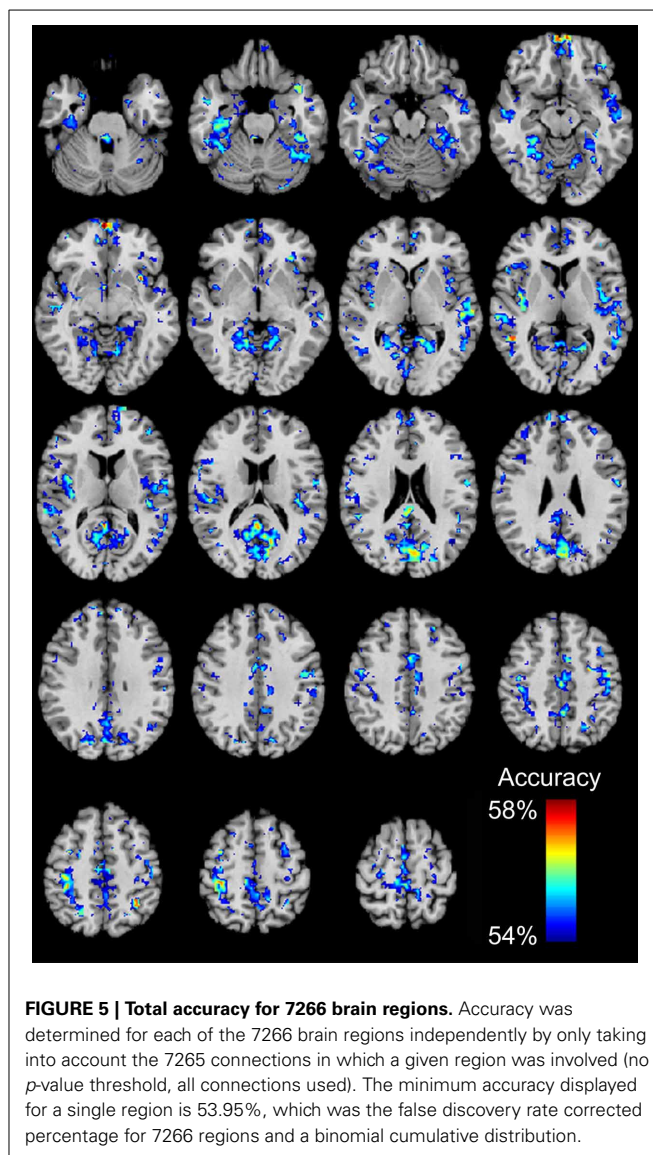 Accuracy
58%
54%
FIGURE 5 | Total accuracy for 7266 brain regions. Accuracy was
determined for each of the 7266 brain regions independently by only taking
into account the 7265 connections in which a given region was involved (no
p-value threshold, all connections used). The minimum accuracy displayed
for a single region is 53.95%, which was the false discovery rate corrected
percentage for 7266 regions and a binomial cumulative distribution.